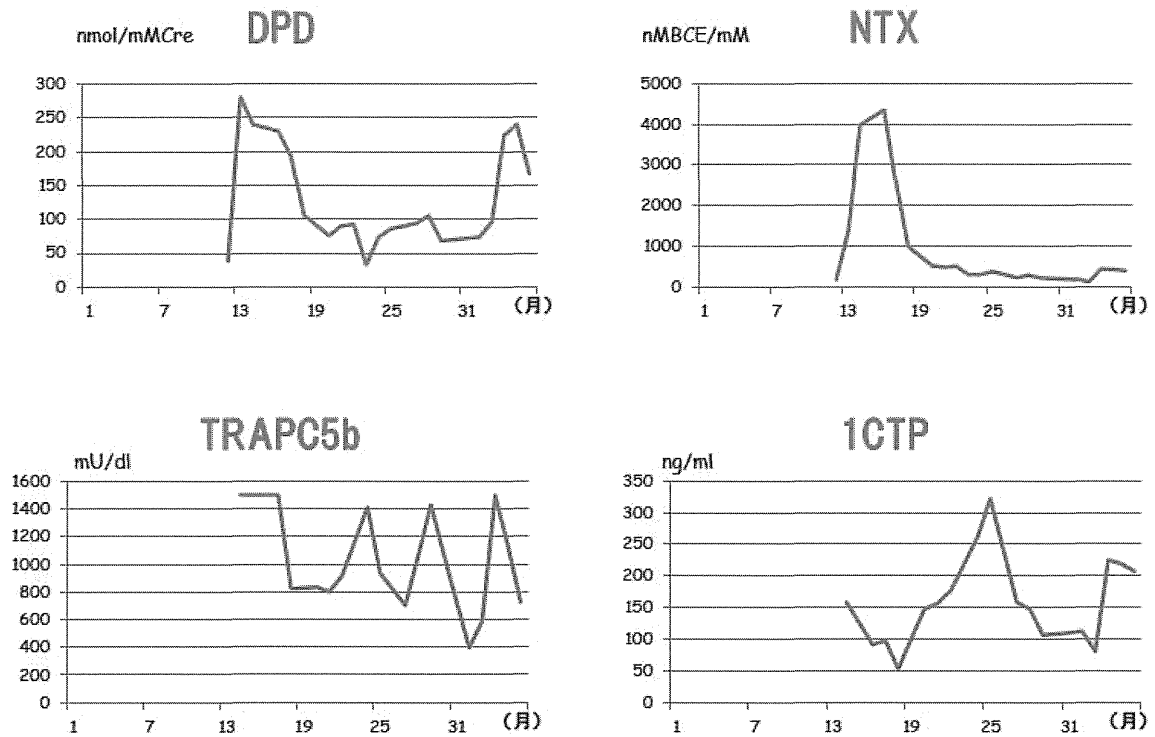 DPD
nmol/mMCre
300
250
200
150
100
50
0
1 7 13 19 25 31 (月)
NTX
nMBCE/mM
5000
4000
3000
2000
1000
0
1 7 13 19 25 31 (月)
TRAPC5b
mU/dl
1600
1400
1200
1000
800
600
400
200
0
1 7 13 19 25 31 (月)
1CTP
ng/ml
350
300
250
200
150
100
50
0
1 7 13 19 25 31 (月)